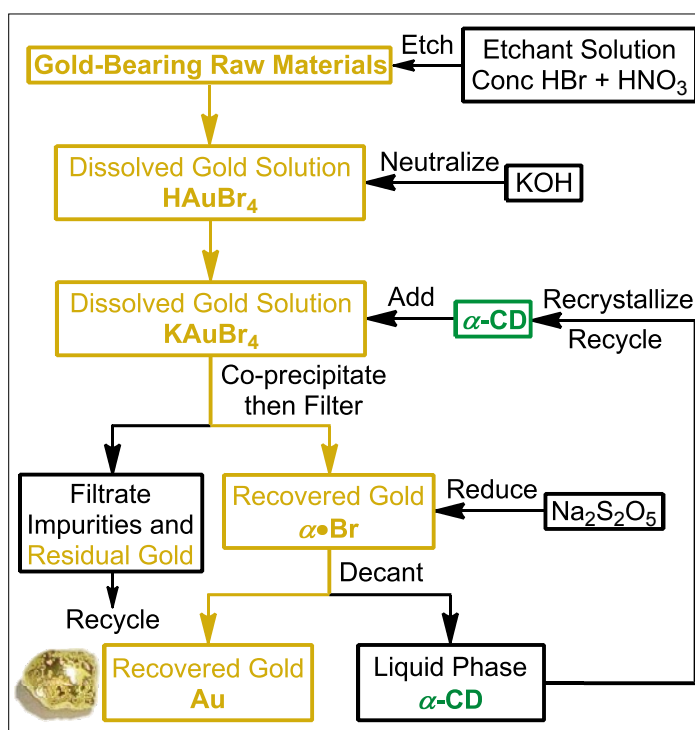 Etch
Etchant Solution
Conc HBr + HNO₃
Gold-Bearing Raw Materials
Dissolved Gold Solution
HAuBr₄
Neutralize
KOH
Dissolved Gold Solution
KAuBr₄
Add
α-CD
Recrystallize
Recycle
Co-precipitate
then Filter
Filtrate
Impurities and
Residual Gold
Recovered Gold
α•Br
Reduce
Na₂S₂O₅
Decant
Recycle
Recovered Gold
Au
Liquid Phase
α-CD